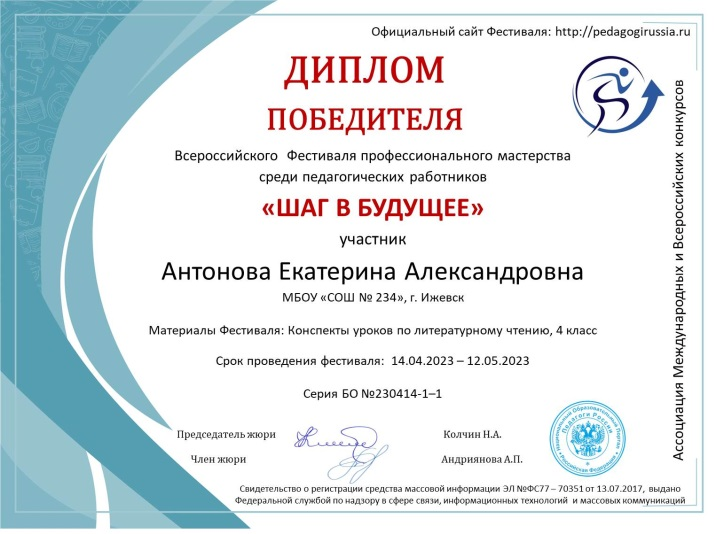 Официальный сайт Фестиваля: http://pedagogirussia.ru
ДИПЛОМ
ПОБЕДИТЕЛЯ
Всероссийского Фестиваля профессионального мастерства
среди педагогических работников
«ШАГ В БУДУЩЕЕ»
участник
Антонова Екатерина Александровна
МБОУ «СОШ № 234», г. Ижевск
Материалы Фестиваля: Конспекты уроков по литературному чтению, 4 класс
Срок проведения фестиваля: 14.04.2023 – 12.05.2023
Серия БО №230414-1–1
Председатель жюри Колчин Н.А.
Член жюри Андриянова А.П.
Свидетельство о регистрации средства массовой информации ЭЛ №ФС77 – 70351 от 13.07.2017, выдано
Федеральной службой по надзору в сфере связи, информационных технологий и массовых коммуникаций
Ассоциация Международных и Всероссийских конкурсов
Педагоги России